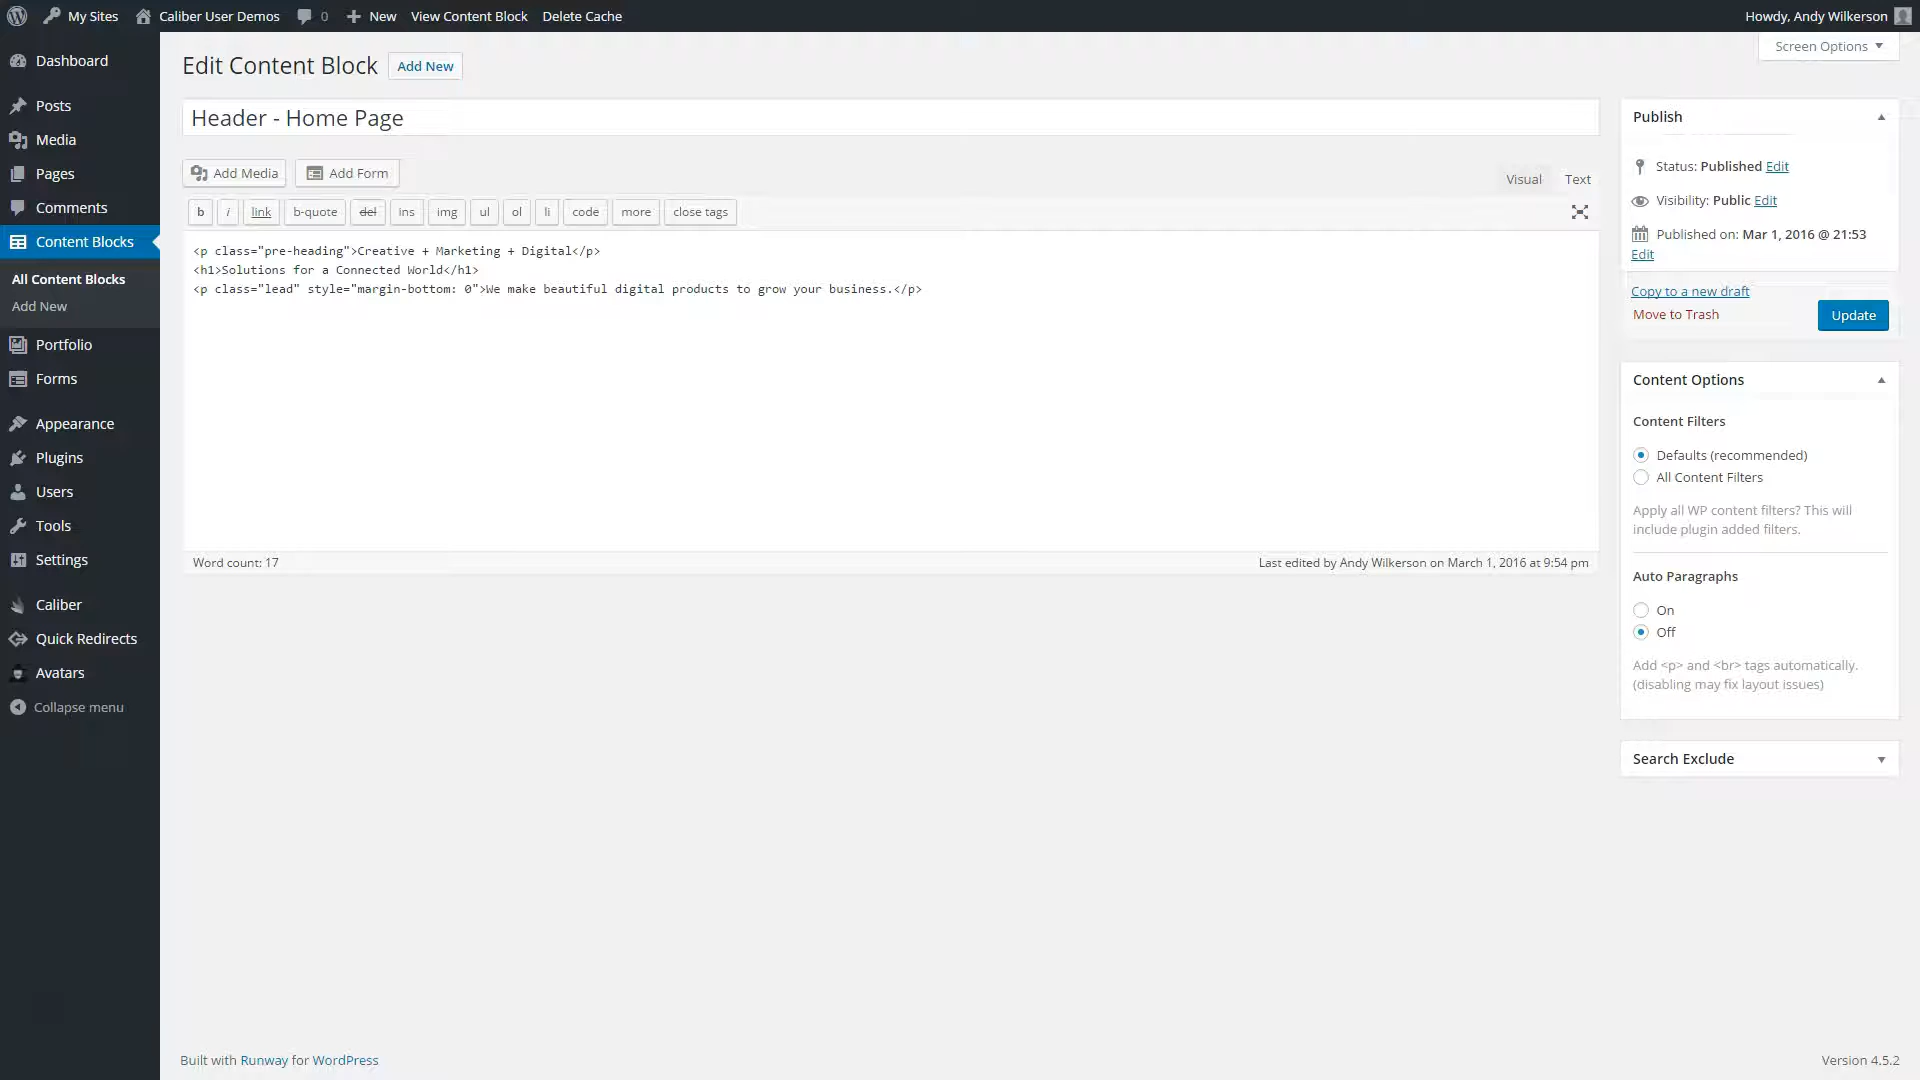 My Sites
Caliber User Demos
0
New
View Content Block
Delete Cache
Howdy, Andy Wilkerson
Dashboard
Posts
Media
Pages
Comments
Content Blocks
All Content Blocks
Add New
Portfolio
Forms
Appearance
Plugins
Users
Tools
Settings
Caliber
Quick Redirects
Avatars
Collapse menu
Screen Options
Edit Content Block
Add New
Header - Home Page
Add Media
Add Form
Visual
Text
b
i
link
b-quote
del
ins
img
ul
ol
li
code
more
close tags
<p class="pre-heading">Creative + Marketing + Digital</p>
<h1>Solutions for a Connected World</h1>
<p class="lead" style="margin-bottom: 0">We make beautiful digital products to grow your business.</p>
Word count: 17
Last edited by Andy Wilkerson on March 1, 2016 at 9:54 pm
Publish
Status: Published Edit
Visibility: Public Edit
Published on: Mar 1, 2016 @ 21:53
Edit
Copy to a new draft
Move to Trash
Update
Content Options
Content Filters
Defaults (recommended)
All Content Filters
Apply all WP content filters? This will
include plugin added filters.
Auto Paragraphs
On
Off
Add <p> and <br> tags automatically.
(disabling may fix layout issues)
Search Exclude
Built with Runway for WordPress
Version 4.5.2